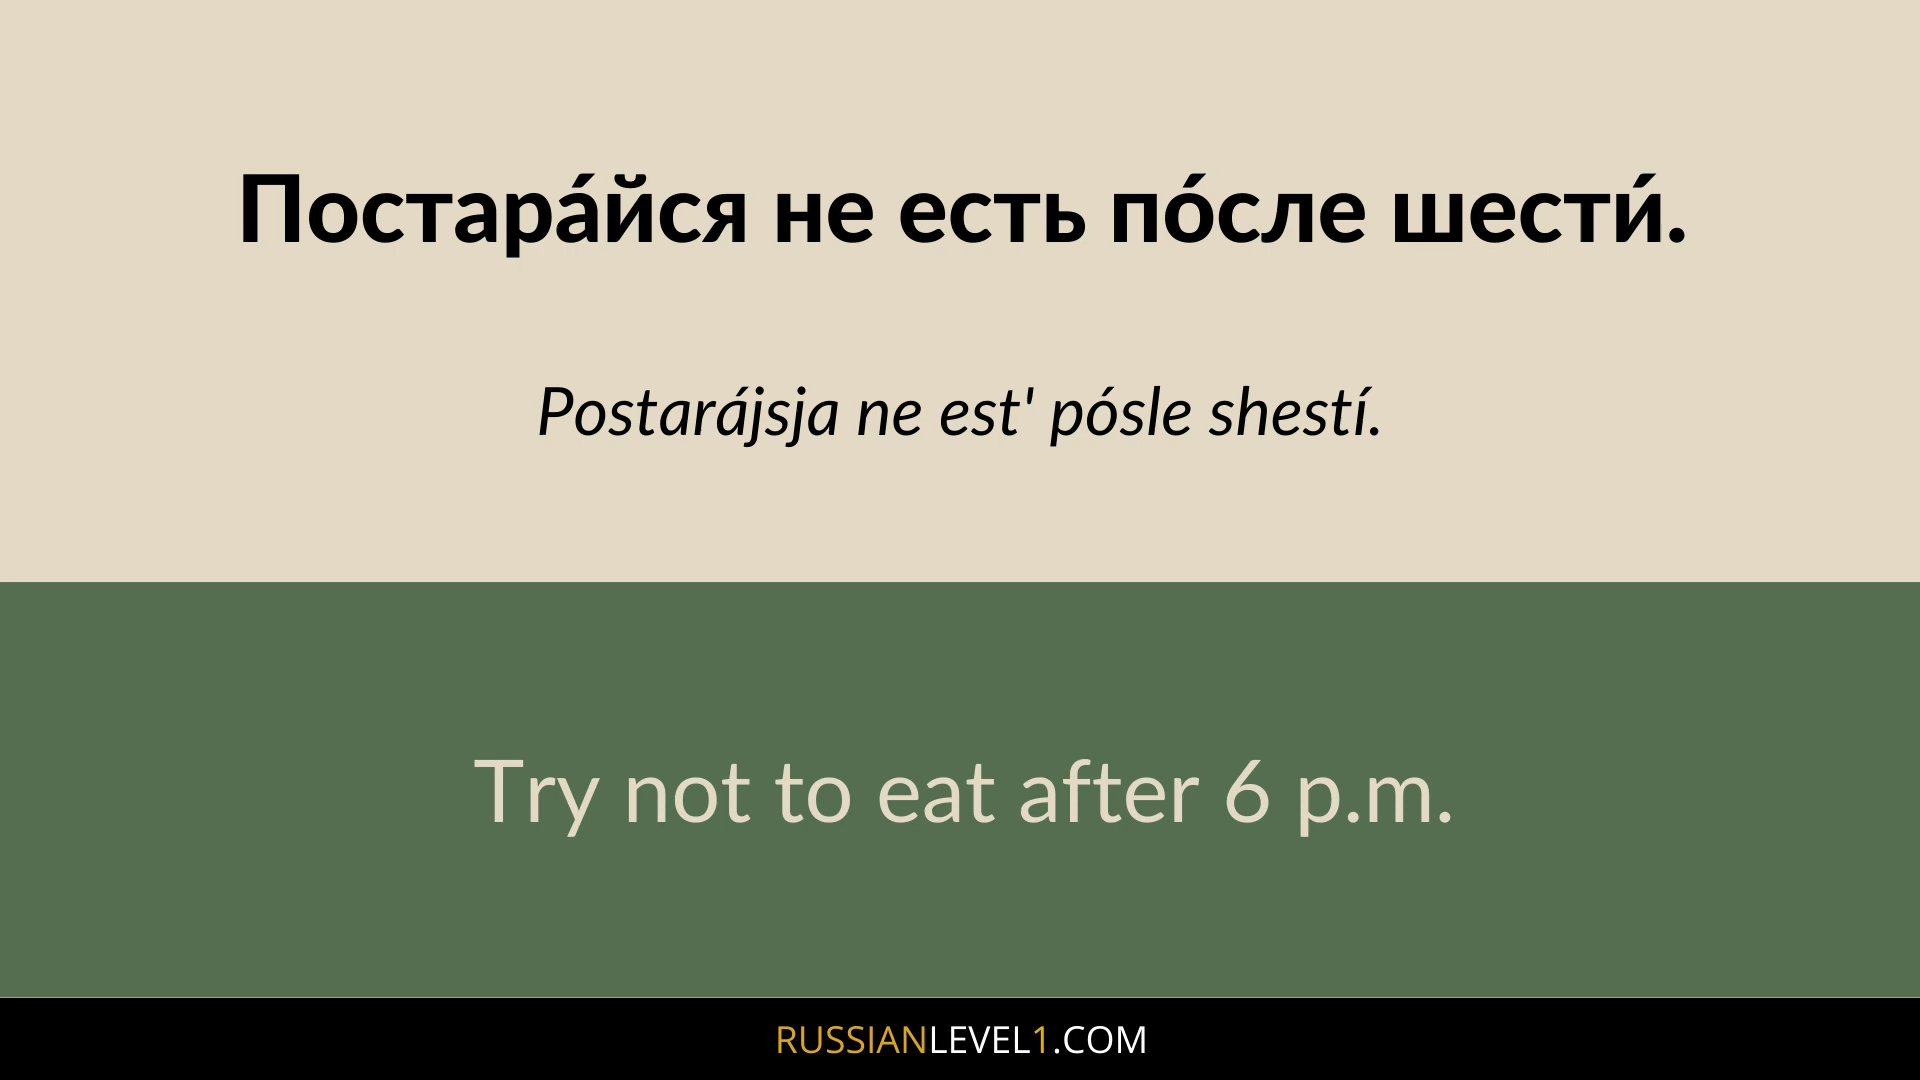 Постара́йся не есть по́сле шести́.
Postarájsja ne est' pósle shestí.
Try not to eat after 6 p.m.
RUSSIANLEVEL1.COM